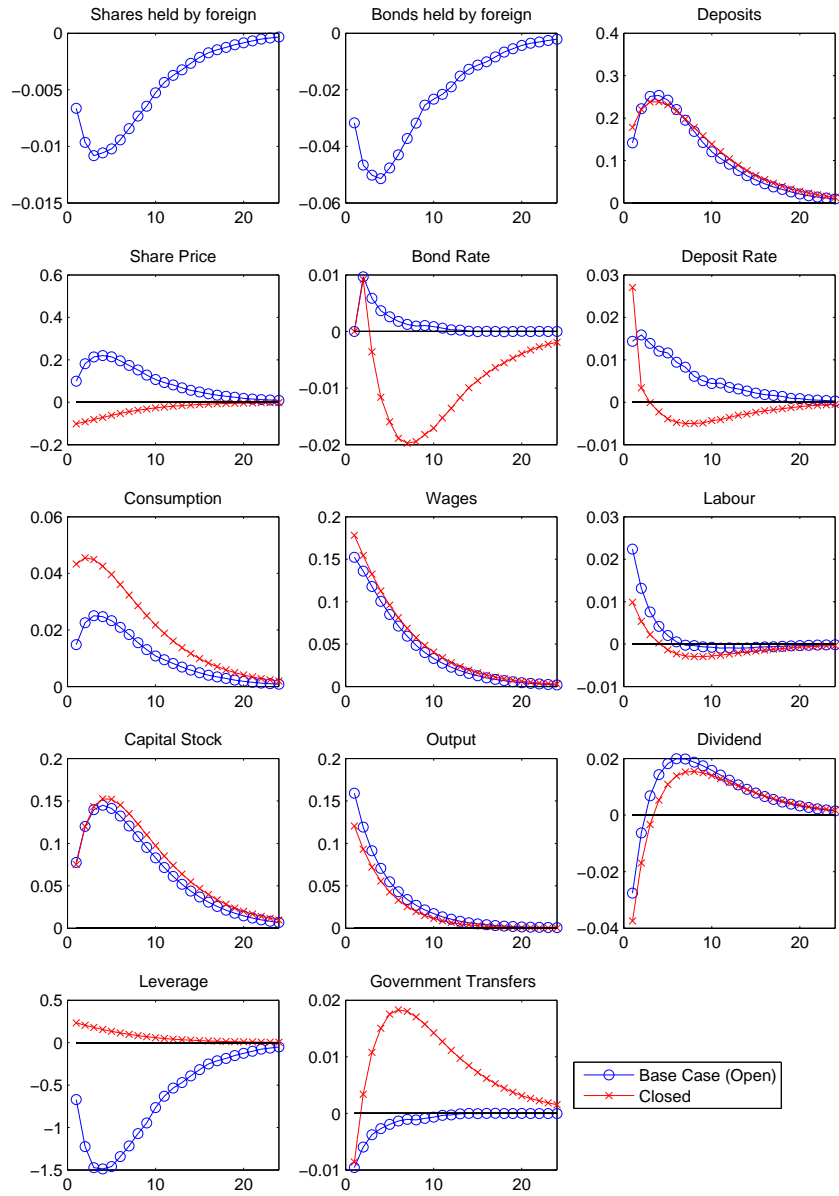 Shares held by foreign
Bonds held by foreign
Deposits
0
−0.005
−0.01
−0.015
0 10 20
0
−0.02
−0.04
−0.06
0 10 20
0.4
0.3
0.2
0.1
0
0 10 20
Share Price
Bond Rate
Deposit Rate
0.6
0.4
0.2
0
−0.2
0 10 20
0.01
0
−0.01
−0.02
0 10 20
0.03
0.02
0.01
0
−0.01
0 10 20
Consumption
Wages
Labour
0.06
0.04
0.02
0
0 10 20
0.2
0.15
0.1
0.05
0
0 10 20
0.03
0.02
0.01
0
−0.01
0 10 20
Capital Stock
Output
Dividend
0.2
0.15
0.1
0.05
0
0 10 20
0.2
0.15
0.1
0.05
0
0 10 20
0.02
0
−0.02
−0.04
0 10 20
Leverage
Government Transfers
0.5
0
−0.5
−1
−1.5
0 10 20
0.02
0.01
0
−0.01
0 10 20
Base Case (Open)
Closed